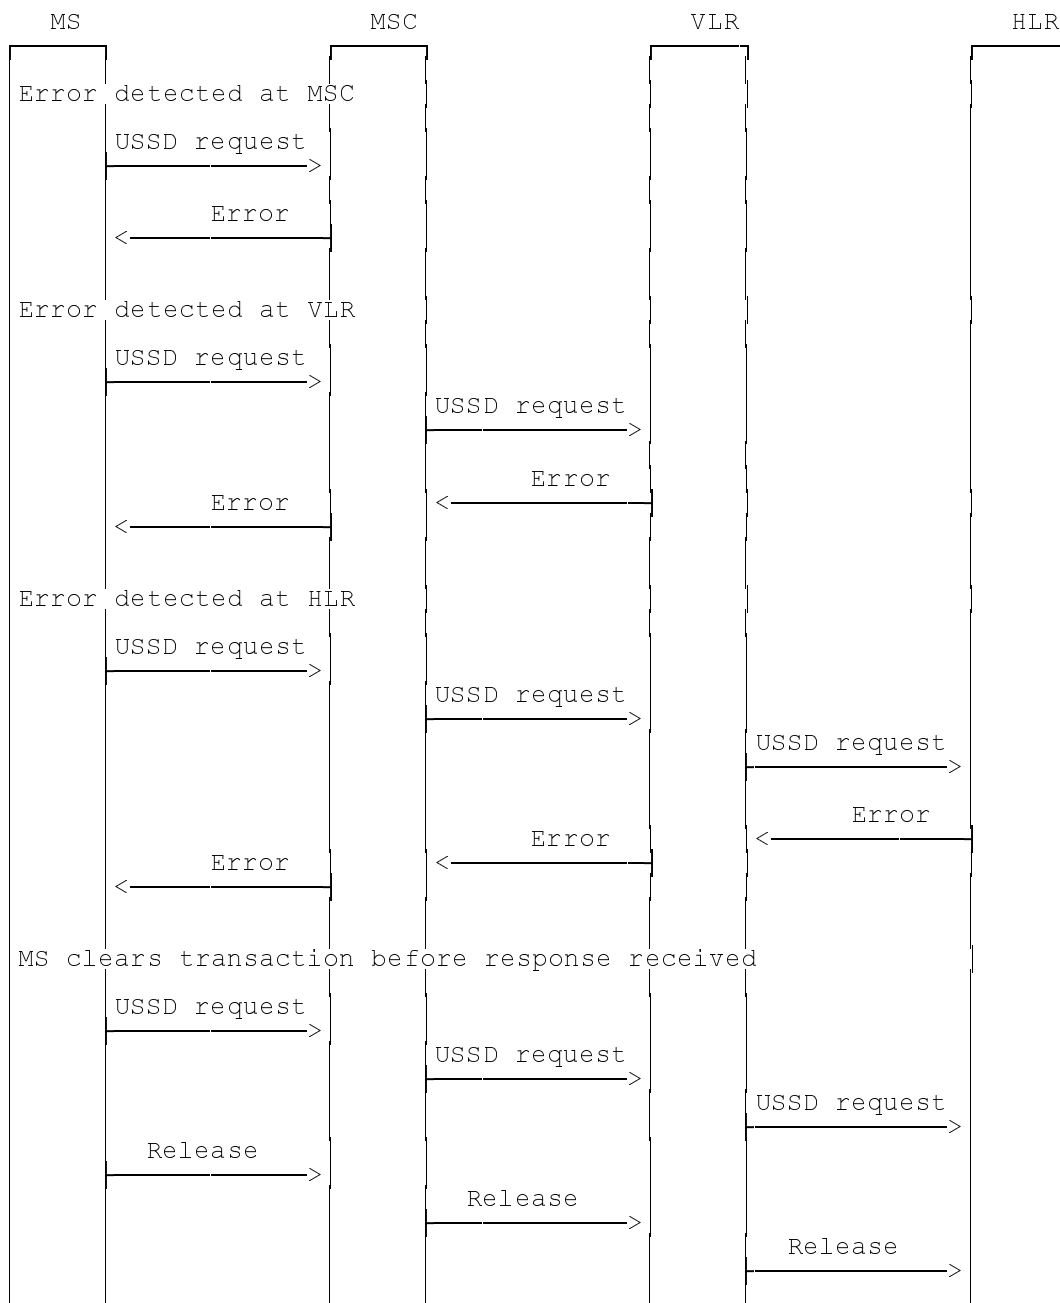 MS MSC VLR HLR
Error detected at MSC
USSD request
Error
Error detected at VLR
USSD request
USSD request
Error
Error
Error detected at HLR
USSD request
USSD request
USSD request
Error
Error
Error
MS clears transaction before response received
USSD request
USSD request
USSD request
Release
Release
Release